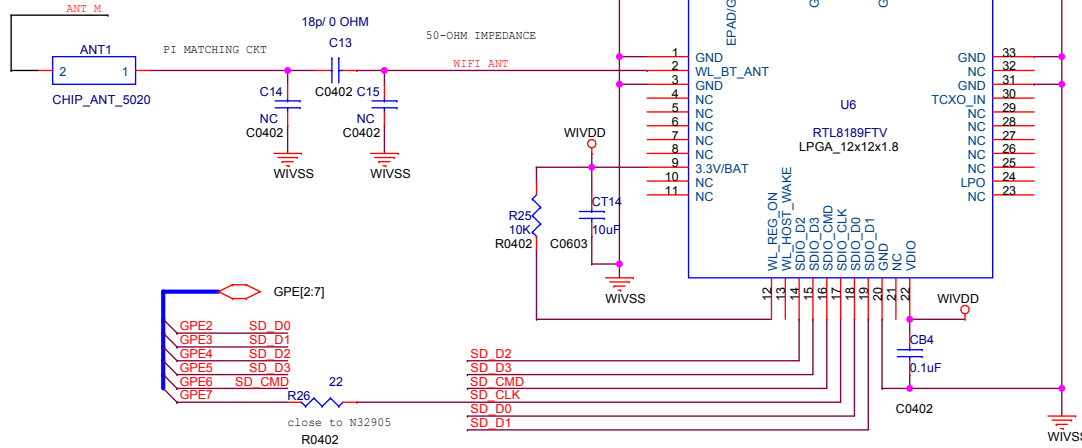 ANT_M
ANT1
2 1
CHIP_ANT_5020
PI MATCHING CKT
18p/ 0 OHM
C13
C0402
C14
NC
C0402
WIVSS
C15
NC
C0402
WIVSS
50-OHM IMPEDANCE
WIFI_ANT
EPAD/G
G
G
1 GND
2 WL_BT_ANT
3 GND
4 NC
5 NC
6 NC
7 NC
8 NC
9 3.3V/BAT
10 NC
11 NC
U6
RTL8189FTV
LPGA_12x12x1.8
GND 33
NC 32
GND 31
TCXO_IN 30
NC 29
NC 28
NC 27
NC 26
NC 25
LPO 24
NC 23
WIVDD
R25
10K
R0402
CT14
10uF
C0603
WIVSS
WL_REG_ON 12
WL_HOST_WAKE 13
SDIO_D2 14
SDIO_D3 15
SDIO_CMD 16
SDIO_CLK 17
SDIO_D0 18
SDIO_D1 19
GND 20
NC 21
VDIO 22
WIVDD
CB4
0.1uF
C0402
WIVSS
GPE[2:7]
GPE2 SD_D0
GPE3 SD_D1
GPE4 SD_D2
GPE5 SD_D3
GPE6 SD_CMD
GPE7
R26 22
close to N32905
R0402
SD_D2
SD_D3
SD_CMD
SD_CLK
SD_D0
SD_D1